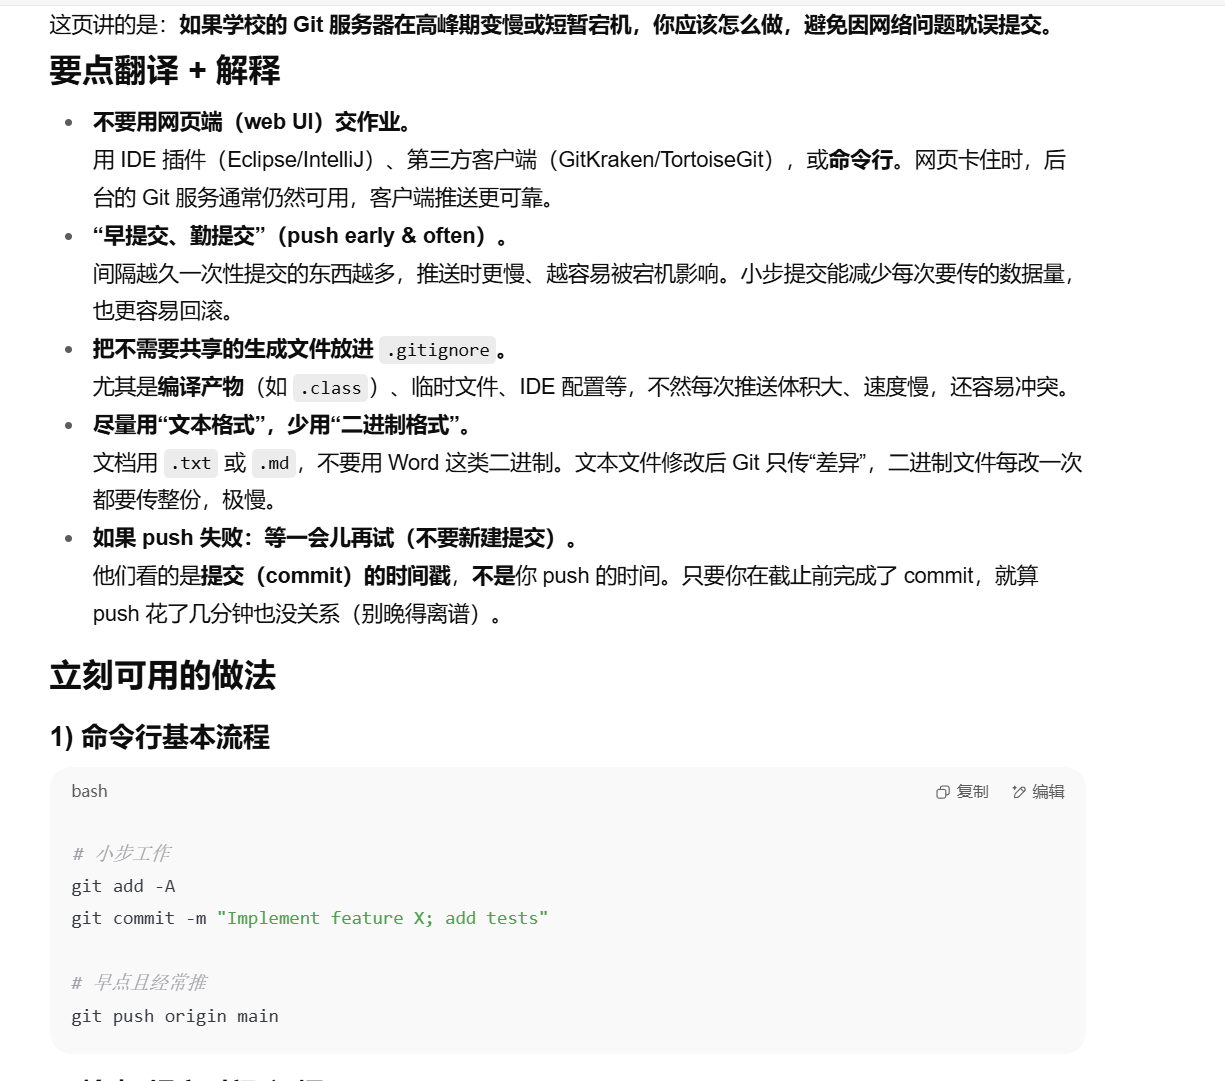 这页讲的是：如果学校的 Git 服务器在高峰期变慢或短暂宕机，你应该怎么做，避免因网络问题耽误提交。
要点翻译 + 解释
• 不要用网页端（web UI）交作业。
用 IDE 插件（Eclipse/IntelliJ）、第三方客户端（GitKraken/TortoiseGit），或命令行。网页卡住时，后
台的 Git 服务通常仍然可用，客户端推送更可靠。
• “早提交、勤提交”（push early & often）。
间隔越久一次性提交的东西越多，推送时更慢、越容易被宕机影响。小步提交能减少每次要传的数据量，
也更容易回滚。
• 把不需要共享的生成文件放进 .gitignore。
尤其是编译产物（如 .class）、临时文件、IDE 配置等，不然每次推送体积大、速度慢，还容易冲突。
• 尽量用“文本格式”，少用“二进制格式”。
文档用 .txt 或 .md，不要用 Word 这类二进制。文本文件修改后 Git 只传“差异”，二进制文件每改一次
都要传整份，极慢。
• 如果 push 失败：等一会儿再试（不要新建提交）。
他们看的是提交（commit）的时间戳，不是你 push 的时间。只要你在截止前完成了 commit，就算
push 花了几分钟也没关系（别晚得离谱）。
立刻可用的做法
1) 命令行基本流程
bash 复制 编辑
# 小步工作
git add -A
git commit -m "Implement feature X; add tests"
# 早点且经常推
git push origin main